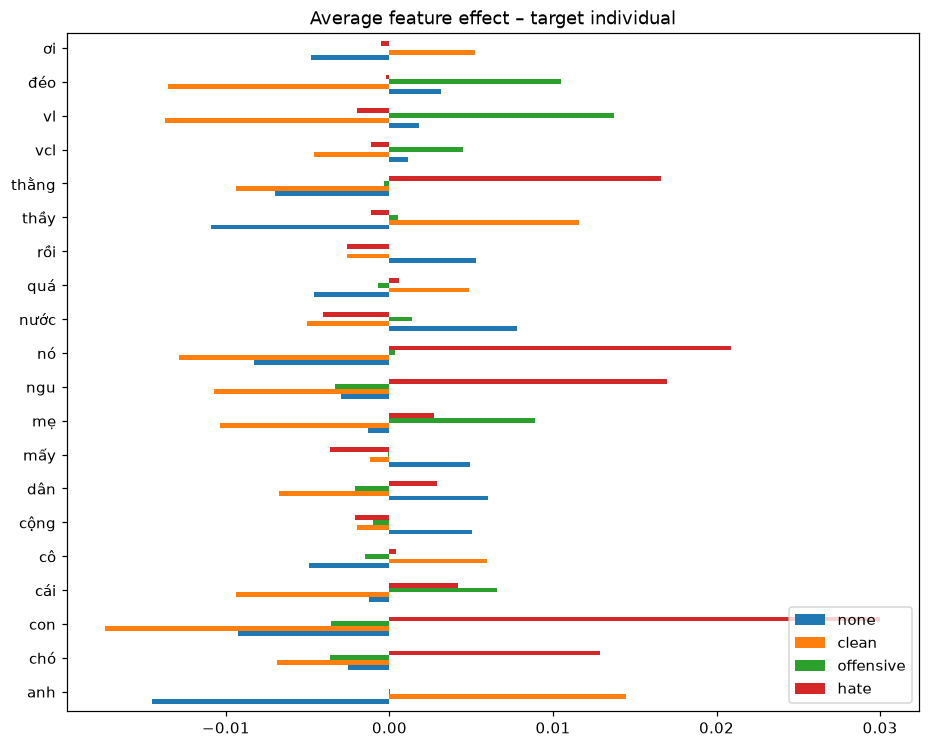 Average feature effect – target individual
ơi
đéo
vl
vcl
thằng
thầy
rồi
quá
nước
nó
ngu
mẹ
mấy
dân
cộng
cô
cái
con
chó
anh
none
clean
offensive
hate
−0.01
0.00
0.01
0.02
0.03